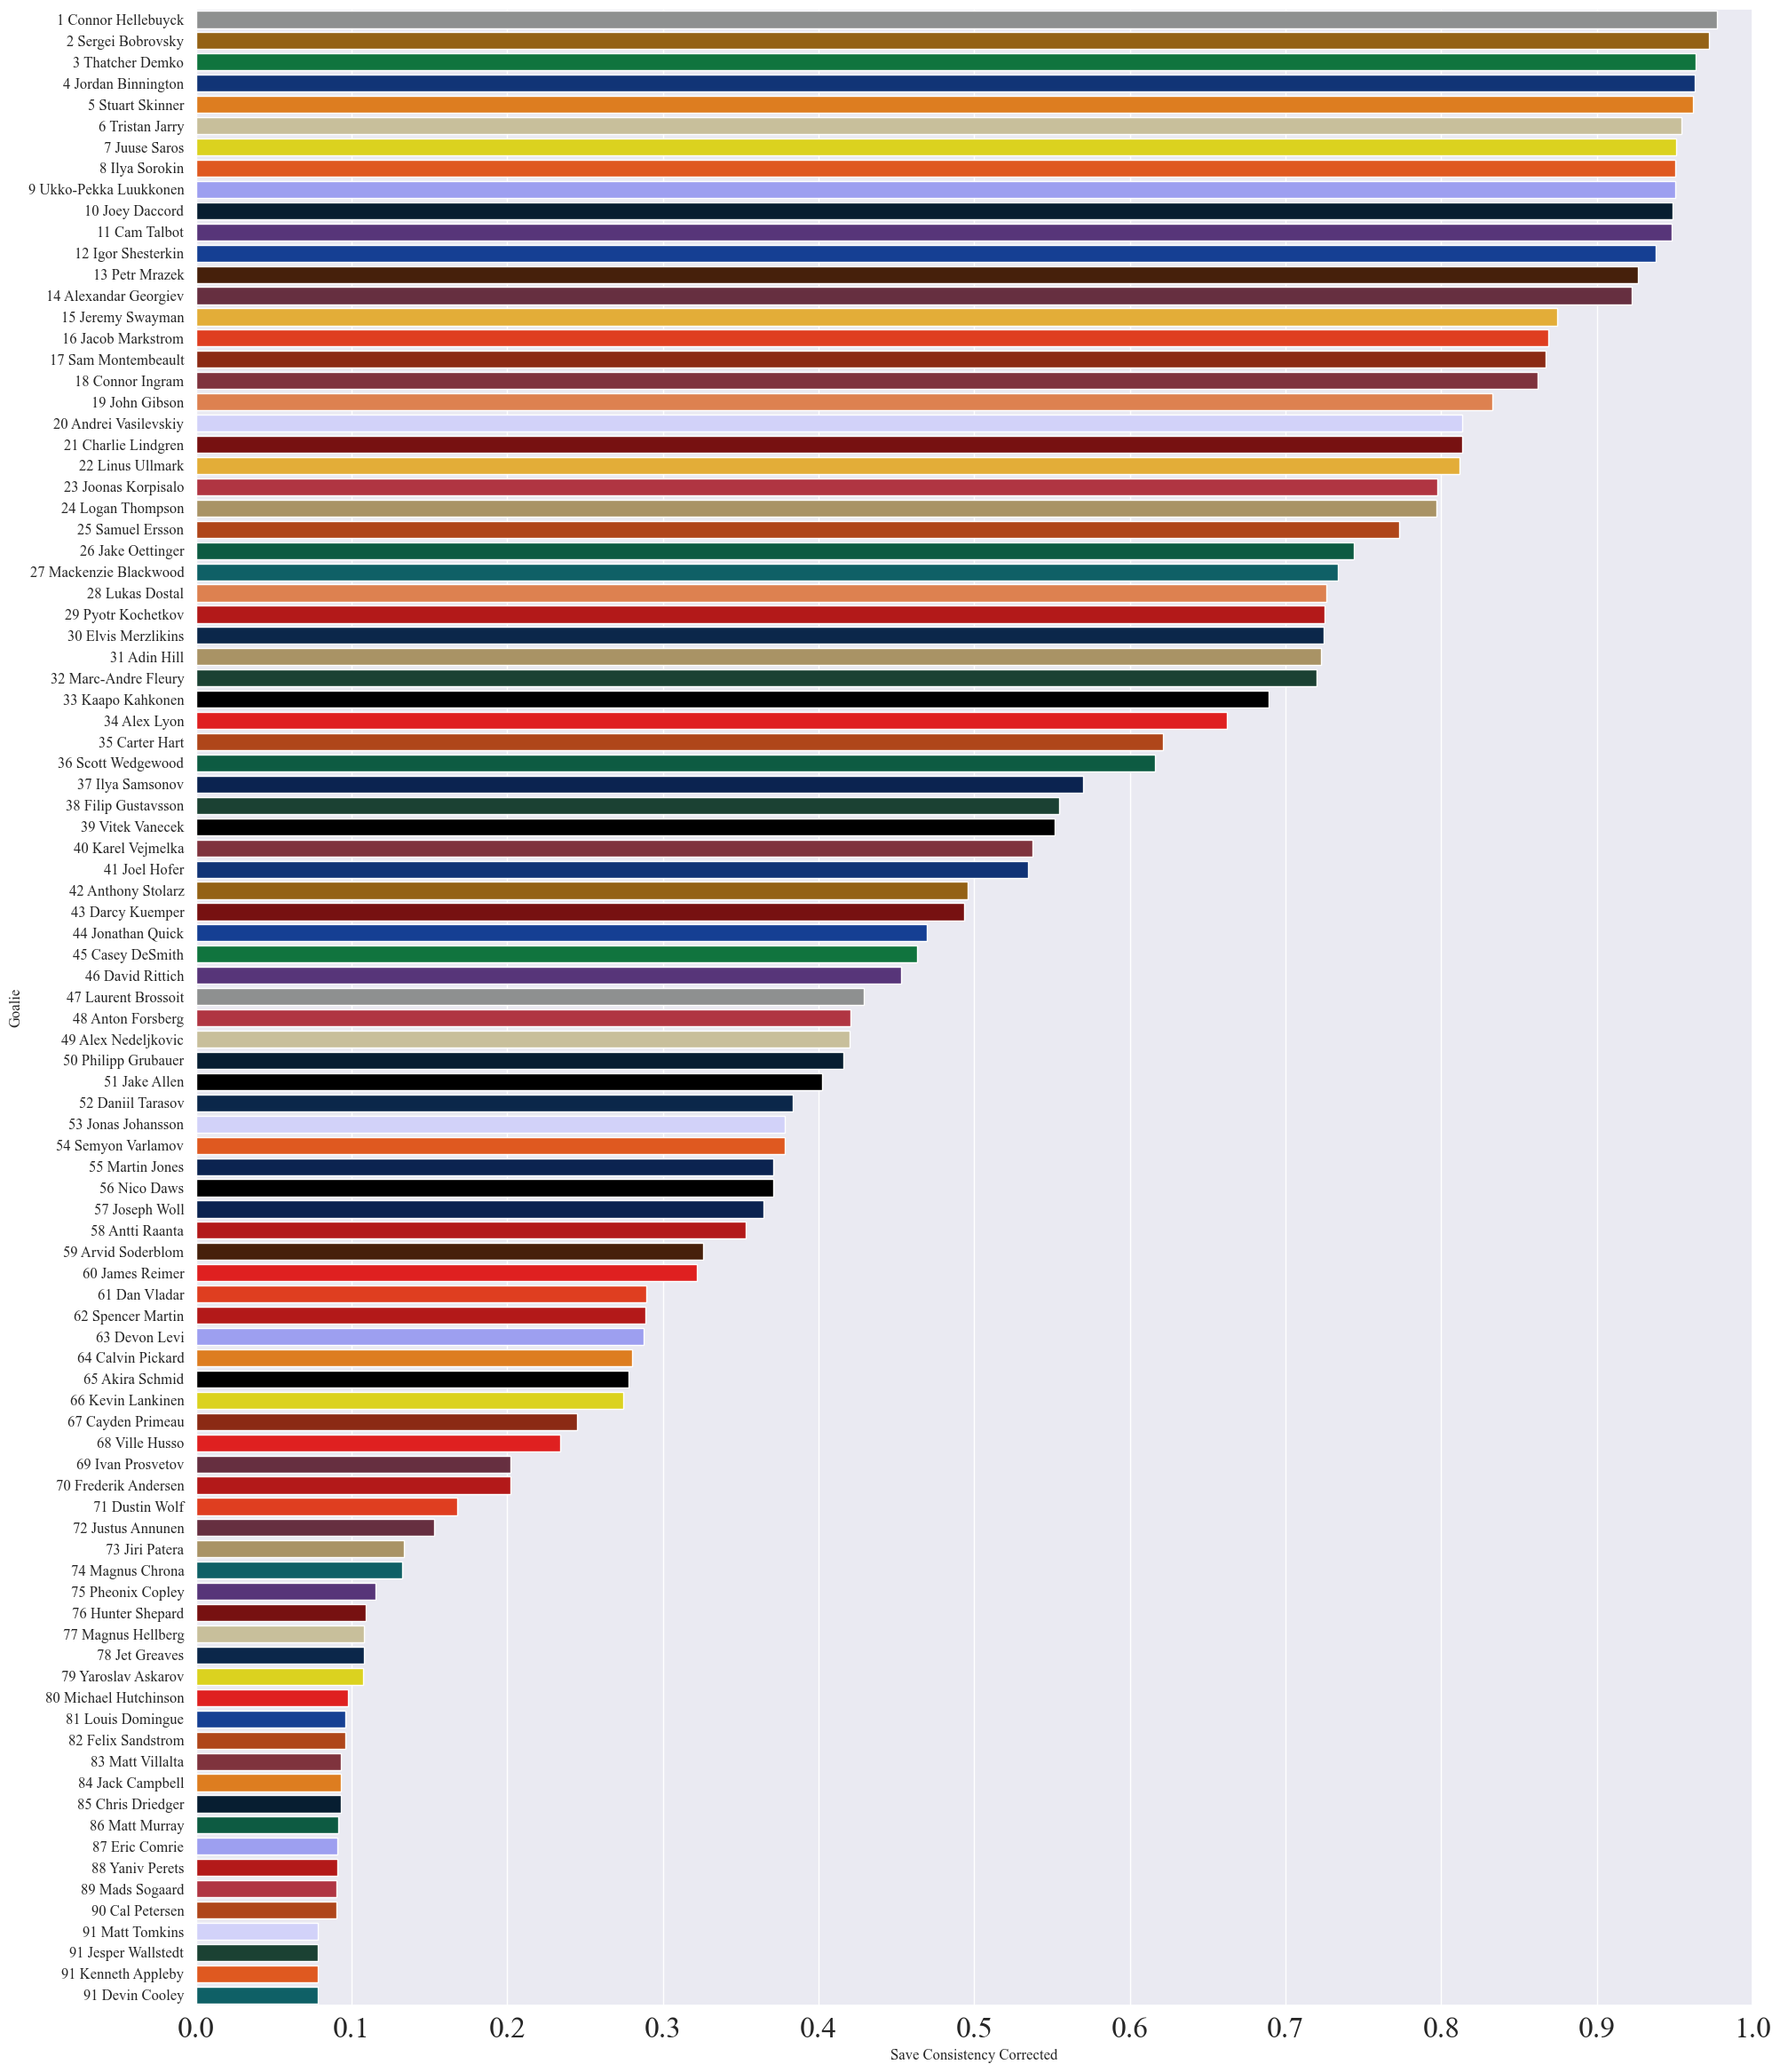 1 Connor Hellebuyck
2 Sergei Bobrovsky
3 Thatcher Demko
4 Jordan Binnington
5 Stuart Skinner
6 Tristan Jarry
7 Juuse Saros
8 Ilya Sorokin
9 Ukko-Pekka Luukkonen
10 Joey Daccord
11 Cam Talbot
12 Igor Shesterkin
13 Petr Mrazek
14 Alexandar Georgiev
15 Jeremy Swayman
16 Jacob Markstrom
17 Sam Montembeault
18 Connor Ingram
19 John Gibson
20 Andrei Vasilevskiy
21 Charlie Lindgren
22 Linus Ullmark
23 Joonas Korpisalo
24 Logan Thompson
25 Samuel Ersson
26 Jake Oettinger
27 Mackenzie Blackwood
28 Lukas Dostal
29 Pyotr Kochetkov
30 Elvis Merzlikins
31 Adin Hill
32 Marc-Andre Fleury
33 Kaapo Kahkonen
34 Alex Lyon
35 Carter Hart
36 Scott Wedgewood
37 Ilya Samsonov
38 Filip Gustavsson
39 Vitek Vanecek
40 Karel Vejmelka
41 Joel Hofer
42 Anthony Stolarz
43 Darcy Kuemper
44 Jonathan Quick
45 Casey DeSmith
46 David Rittich
47 Laurent Brossoit
48 Anton Forsberg
49 Alex Nedeljkovic
50 Philipp Grubauer
51 Jake Allen
52 Daniil Tarasov
53 Jonas Johansson
54 Semyon Varlamov
55 Martin Jones
56 Nico Daws
57 Joseph Woll
58 Antti Raanta
59 Arvid Soderblom
60 James Reimer
61 Dan Vladar
62 Spencer Martin
63 Devon Levi
64 Calvin Pickard
65 Akira Schmid
66 Kevin Lankinen
67 Cayden Primeau
68 Ville Husso
69 Ivan Prosvetov
70 Frederik Andersen
71 Dustin Wolf
72 Justus Annunen
73 Jiri Patera
74 Magnus Chrona
75 Pheonix Copley
76 Hunter Shepard
77 Magnus Hellberg
78 Jet Greaves
79 Yaroslav Askarov
80 Michael Hutchinson
81 Louis Domingue
82 Felix Sandstrom
83 Matt Villalta
84 Jack Campbell
85 Chris Driedger
86 Matt Murray
87 Eric Comrie
88 Yaniv Perets
89 Mads Sogaard
90 Cal Petersen
91 Matt Tomkins
91 Jesper Wallstedt
91 Kenneth Appleby
91 Devin Cooley
Goalie
0.0 0.1 0.2 0.3 0.4 0.5 0.6 0.7 0.8 0.9 1.0
Save Consistency Corrected